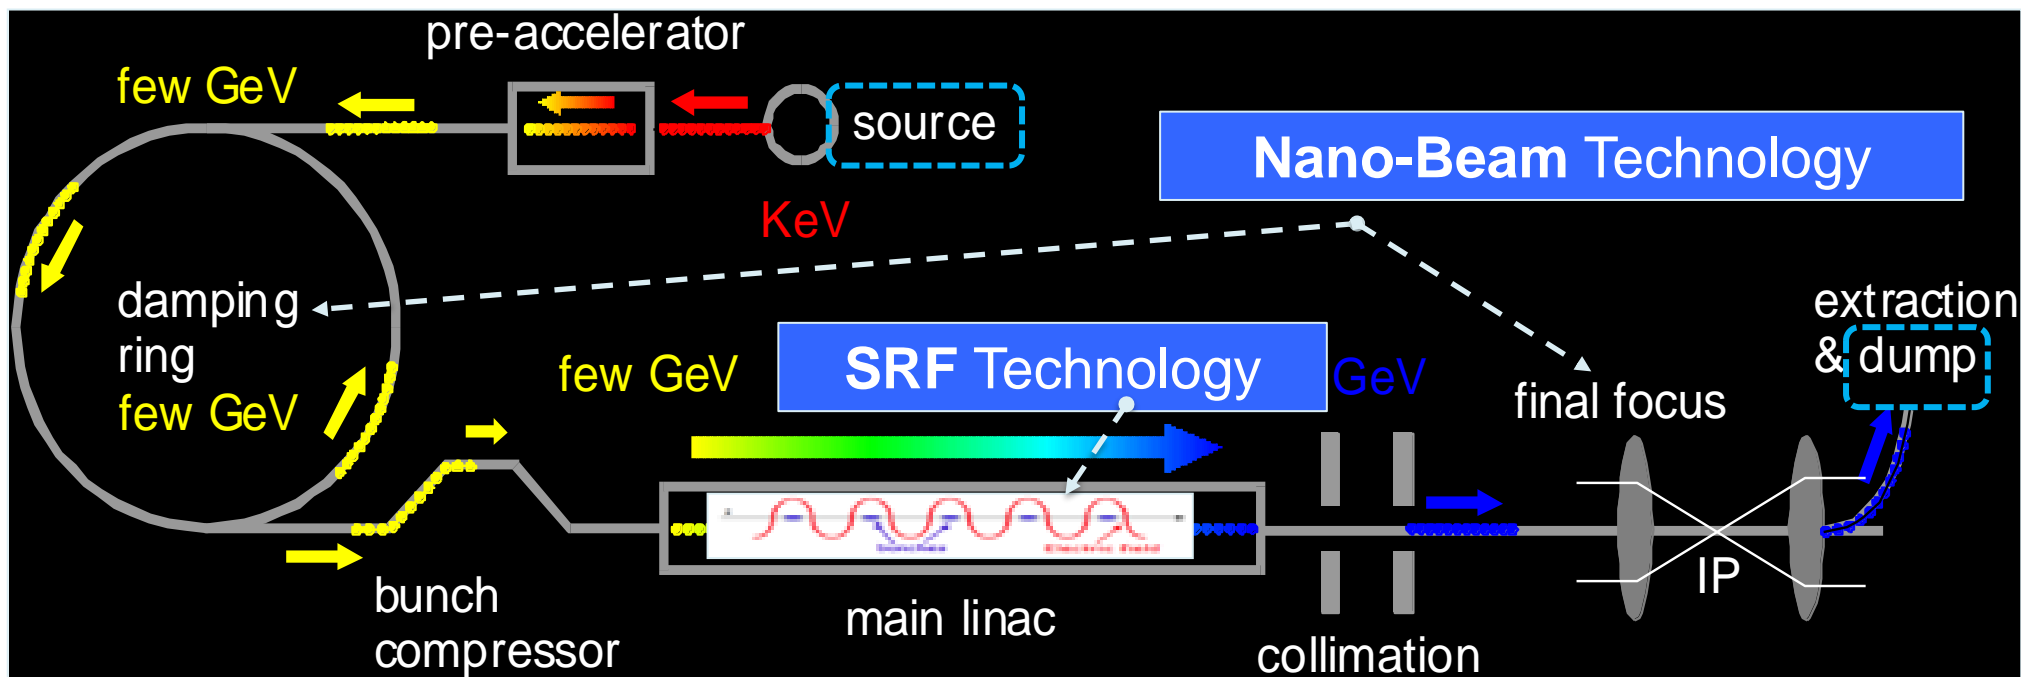 pre-accelerator
few GeV
source
Nano-Beam Technology
KeV
damping
ring
few GeV
extraction
& dump
few GeV
SRF Technology
GeV
final focus
IP
bunch
compressor
main linac
collimation